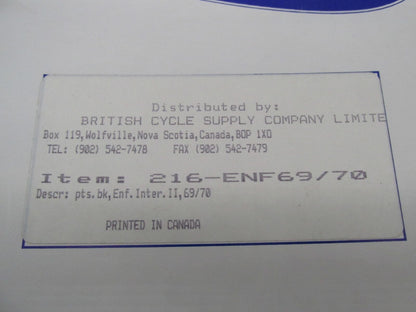 Distributed by:
BRITISH CYCLE SUPPLY COMPANY LIMITE
Box 119,Wolfville,Nova Scotia,Canada,B0P 1X0
TEL: (902) 542-7478 FAX (902) 542-7479
Item: 216-ENF69/70
Descr: pts.bk,Enf.Inter.II,69/70
PRINTED IN CANADA